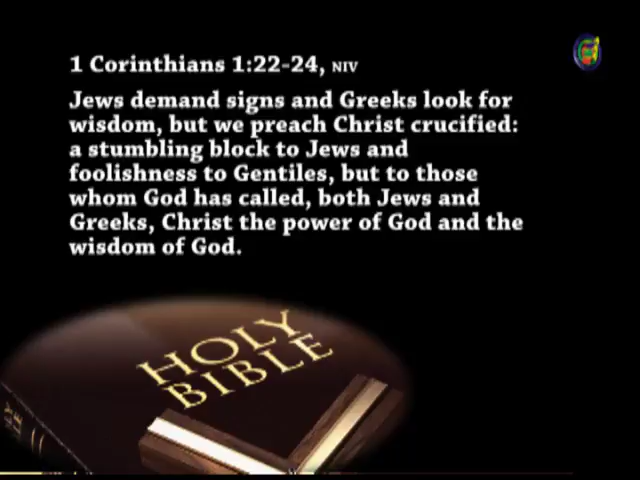 1 Corinthians 1:22-24, NIV
Jews demand signs and Greeks look for
wisdom, but we preach Christ crucified:
a stumbling block to Jews and
foolishness to Gentiles, but to those
whom God has called, both Jews and
Greeks, Christ the power of God and the
wisdom of God.
HOLY
BIBLE